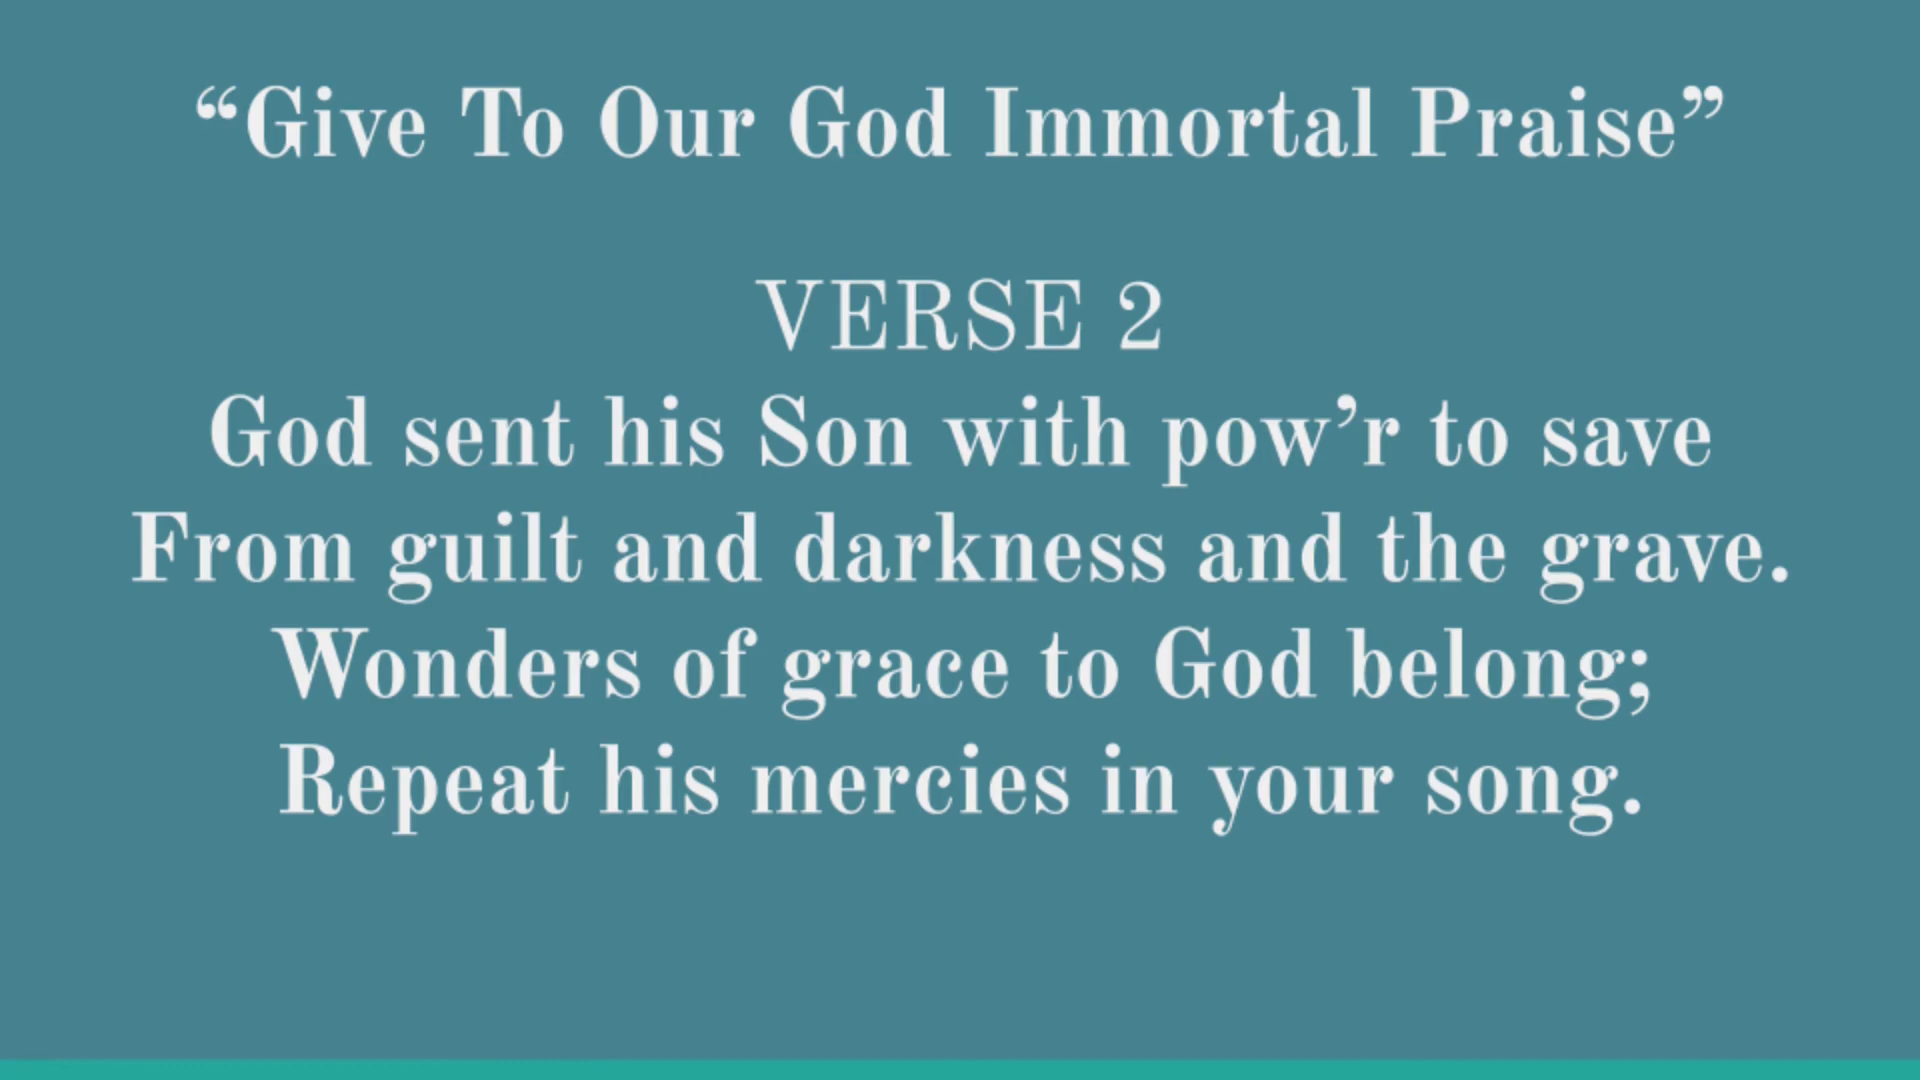 “Give To Our God Immortal Praise”
VERSE 2
God sent his Son with pow’r to save
From guilt and darkness and the grave.
Wonders of grace to God belong;
Repeat his mercies in your song.